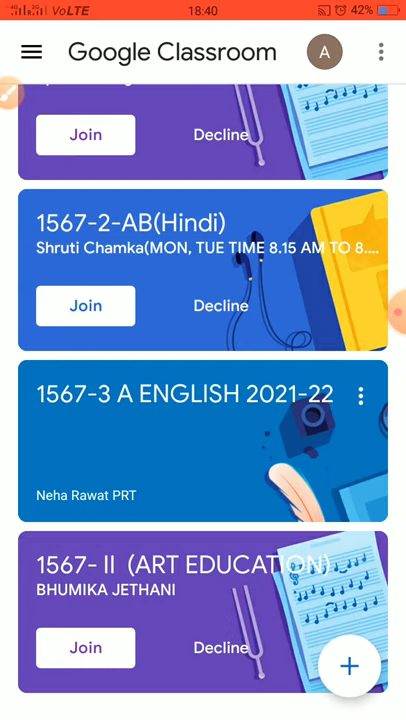 4G 2G VoLTE 18:40 42%
Google Classroom A
Join Decline
1567-2-AB(Hindi)
Shruti Chamka(MON, TUE TIME 8.15 AM TO 8....
Join Decline
1567-3 A ENGLISH 2021-22
Neha Rawat PRT
1567- II (ART EDUCATION)
BHUMIKA JETHANI
Join Decline